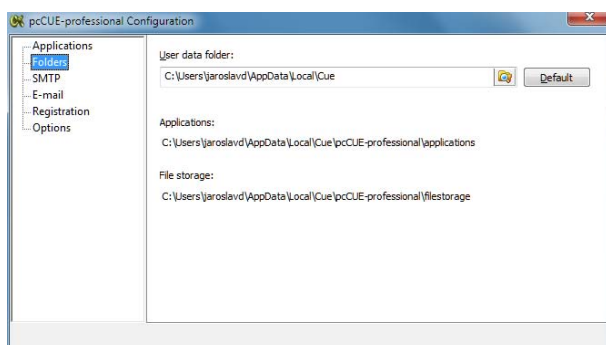 pcCUE-professional Configuration
Applications
Folders
SMTP
E-mail
Registration
Options
User data folder:
C:\Users\jaroslavd\AppData\Local\Cue
Default
Applications:
C:\Users\jaroslavd\AppData\Local\Cue\pcCUE-professional\applications
File storage:
C:\Users\jaroslavd\AppData\Local\Cue\pcCUE-professional\filestorage